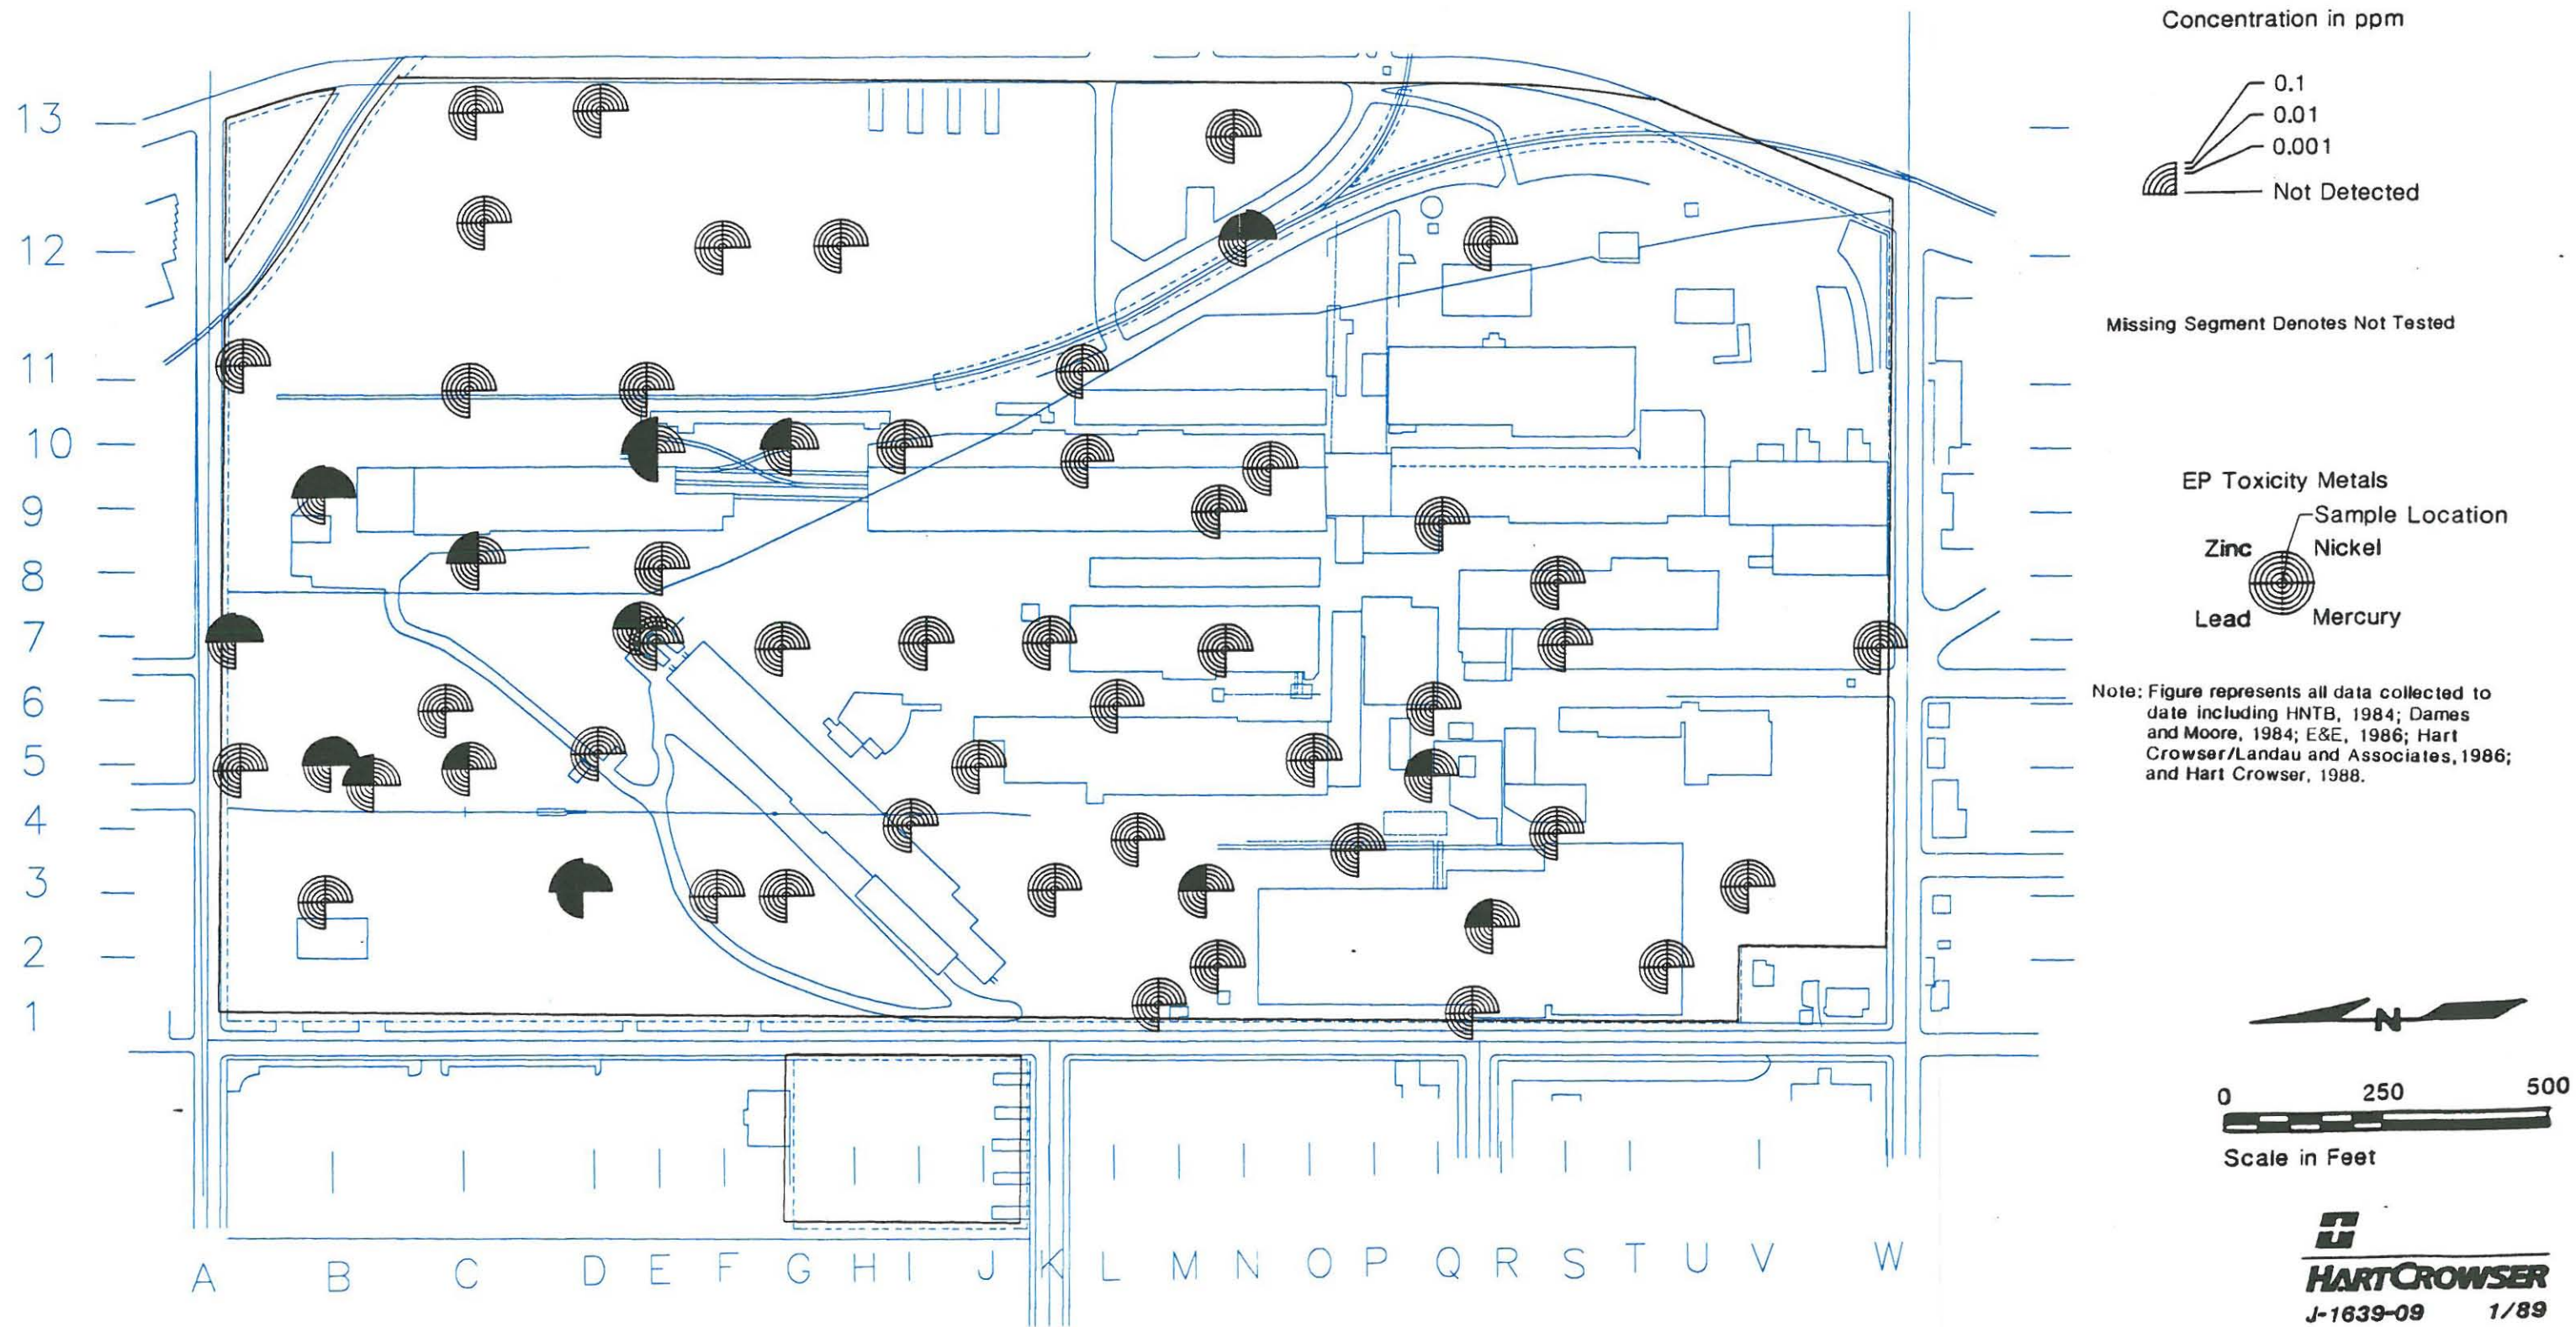 Concentration in ppm
0.1
0.01
0.001
Not Detected
Missing Segment Denotes Not Tested
EP Toxicity Metals
Sample Location
Zinc Nickel
Lead Mercury
Note: Figure represents all data collected to
date including HNTB, 1984; Dames
and Moore, 1984; E&E, 1986; Hart
Crowser/Landau and Associates, 1986;
and Hart Crowser, 1988.
13
12
11
10
9
8
7
6
5
4
3
2
1
A B C D E F G H I J K L M N O P Q R S T U V W
N
0 250 500
Scale in Feet
HARTCROWSER
J-1639-09 1/89